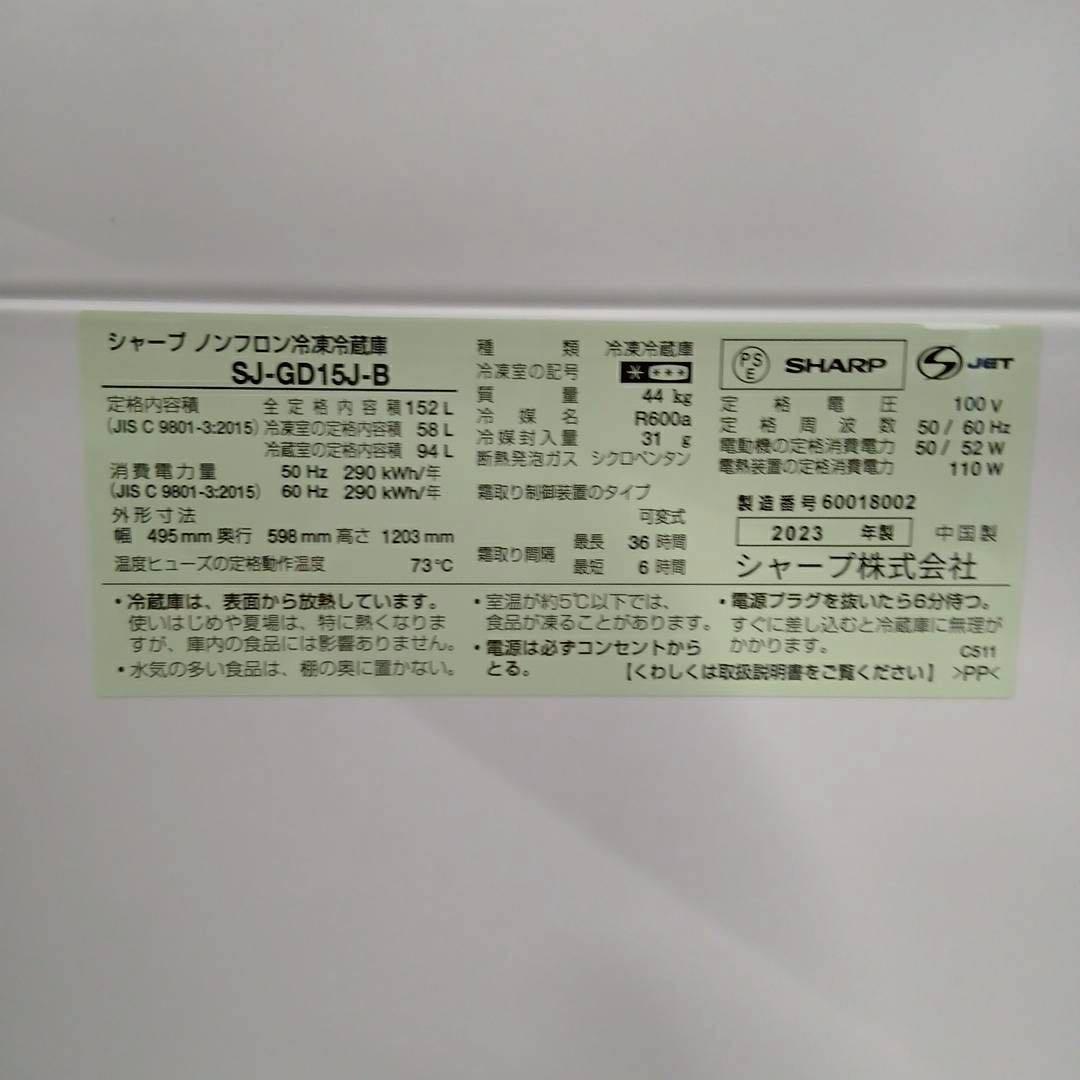 シャープ ノンフロン冷凍冷蔵庫
SJ-GD15J-B
定格内容積 全定格内容積 152 L
(JIS C 9801-3:2015) 冷凍室の定格内容積 58 L
冷蔵室の定格内容積 94 L
消費電力量 50 Hz 290 kWh/年
(JIS C 9801-3:2015) 60 Hz 290 kWh/年
外形寸法
幅 495 mm 奥行 598 mm 高さ 1203 mm
温度ヒューズの定格動作温度 73℃
種類 冷凍冷蔵庫
冷凍室の記号 * ***
質量 44 kg
冷媒名 R600a
冷媒封入量 31 g
断熱発泡ガス シクロペンタン
霜取り制御装置のタイプ
可変式
霜取り間隔 最長 36 時間
最短 6 時間
PSE SHARP S JET
定格電圧 100 V
定格周波数 50 / 60 Hz
電動機の定格消費電力 50 / 52 W
電熱装置の定格消費電力 110 W
製造番号 60018002
2023 年製 中国製
シャープ株式会社
・冷蔵庫は、表面から放熱しています。
使いはじめや夏場は、特に熱くなりま
すが、庫内の食品には影響ありません。
・水気の多い食品は、棚の奥に置かない。
・室温が約5℃以下では、
食品が凍ることがあります。
・電源は必ずコンセントから
とる。
・電源プラグを抜いたら6分待つ。
すぐに差し込むと冷蔵庫に無理が
かかります。 C511
【くわしくは取扱説明書をご覧ください】 >PP<